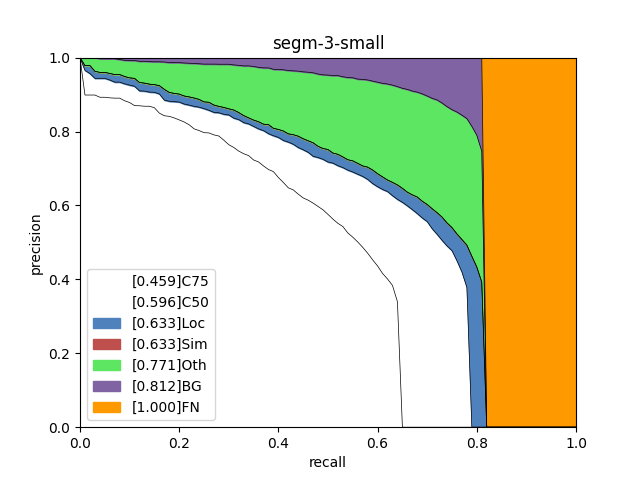 segm-3-small
1.0
0.8
0.6
0.4
0.2
0.0
precision
[0.459]C75
[0.596]C50
[0.633]Loc
[0.633]Sim
[0.771]Oth
[0.812]BG
[1.000]FN
0.0 0.2 0.4 0.6 0.8 1.0
recall